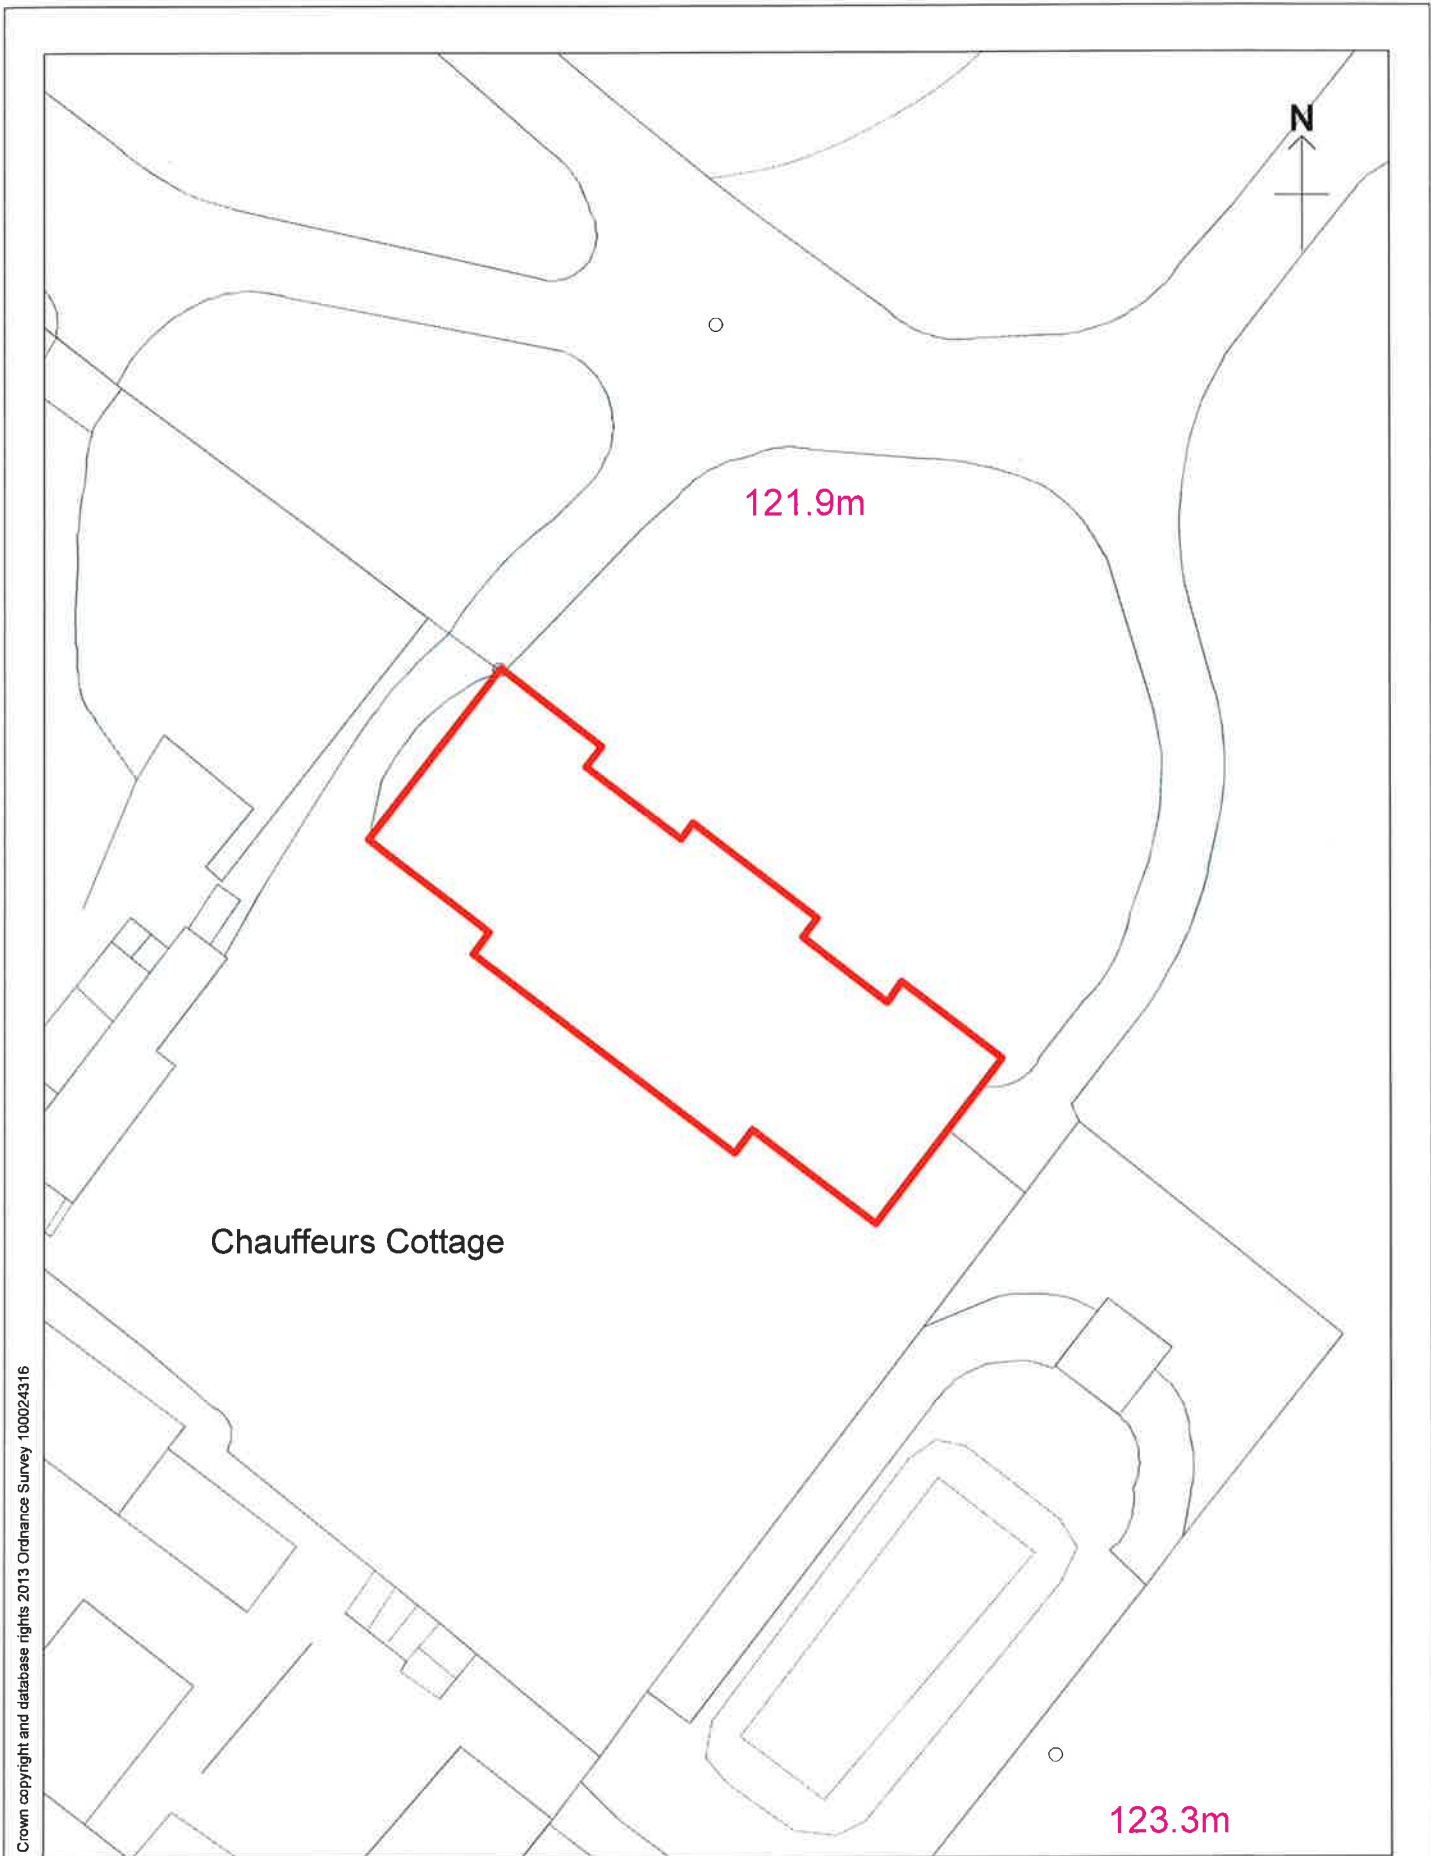 N
121.9m
Chauffeurs Cottage
123.3m
Crown copyright and database rights 2013 Ordnance Survey 100024316